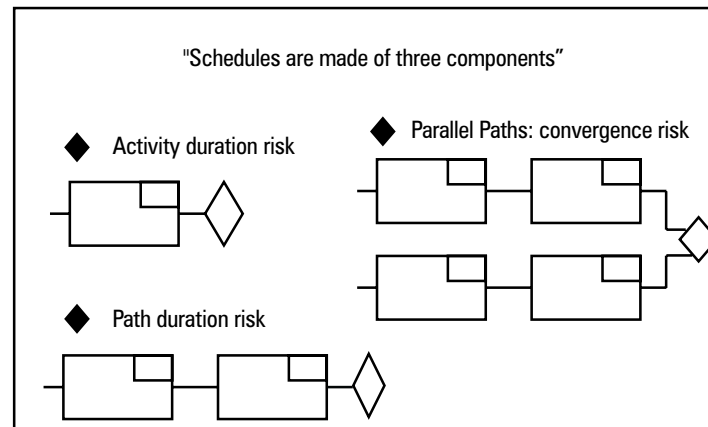 "Schedules are made of three components”
Activity duration risk
Parallel Paths: convergence risk
Path duration risk